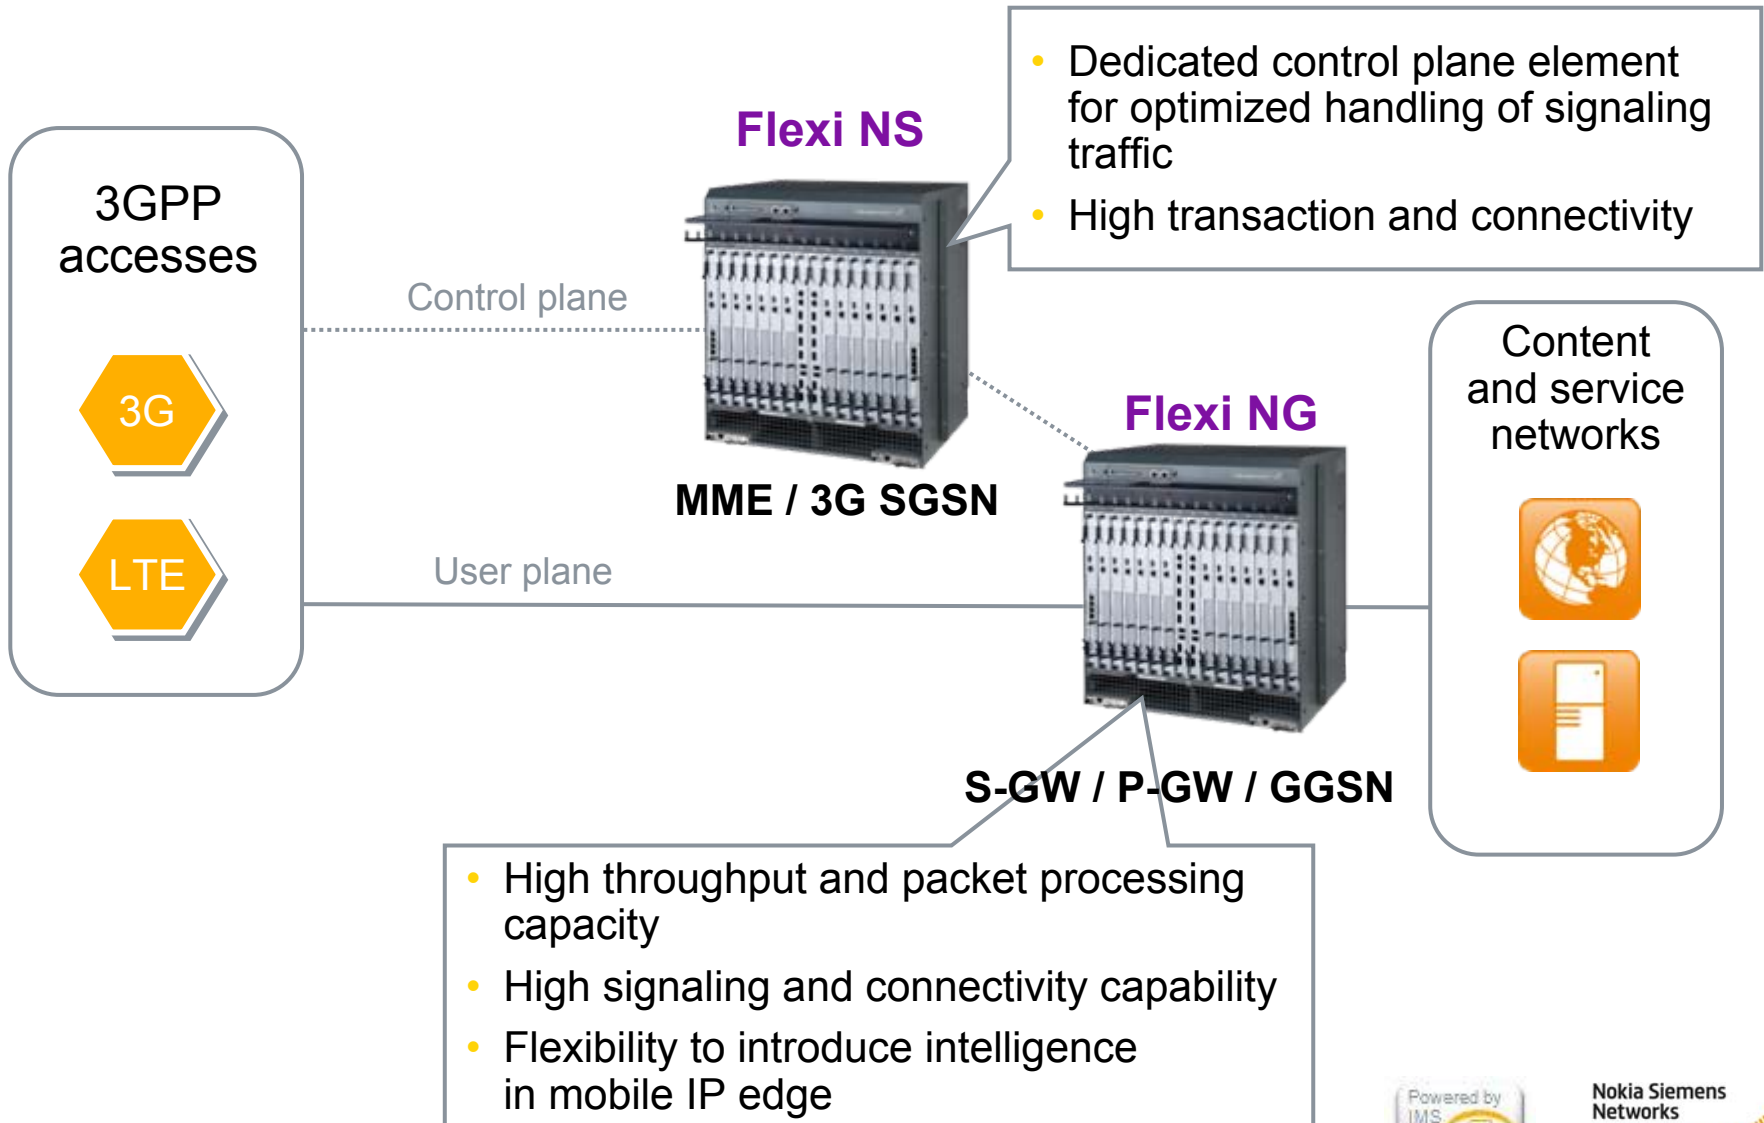 • Dedicated control plane element
for optimized handling of signaling
traffic
• High transaction and connectivity
Flexi NS
3GPP
accesses
Control plane
3G
LTE
MME / 3G SGSN
User plane
Flexi NG
Content
and service
networks
S-GW / P-GW / GGSN
• High throughput and packet processing
capacity
• High signaling and connectivity capability
• Flexibility to introduce intelligence
in mobile IP edge
Powered by
IMS
Nokia Siemens
Networks